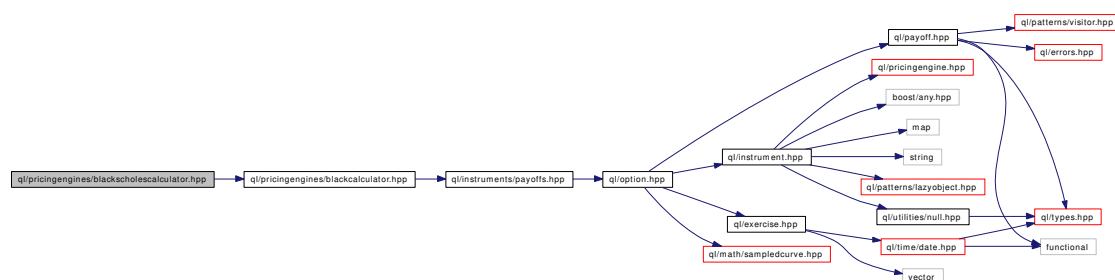 ql/patterns/visitor.hpp
ql/payoff.hpp
ql/errors.hpp
ql/pricingengine.hpp
boost/any.hpp
map
ql/instrument.hpp
string
ql/pricingengines/blackscholescalculator.hpp
ql/pricingengines/blackcalculator.hpp
ql/instruments/payoffs.hpp
ql/option.hpp
ql/patterns/lazyobject.hpp
ql/utilities/null.hpp
ql/types.hpp
ql/exercise.hpp
ql/time/date.hpp
functional
ql/math/sampledcurve.hpp
vector